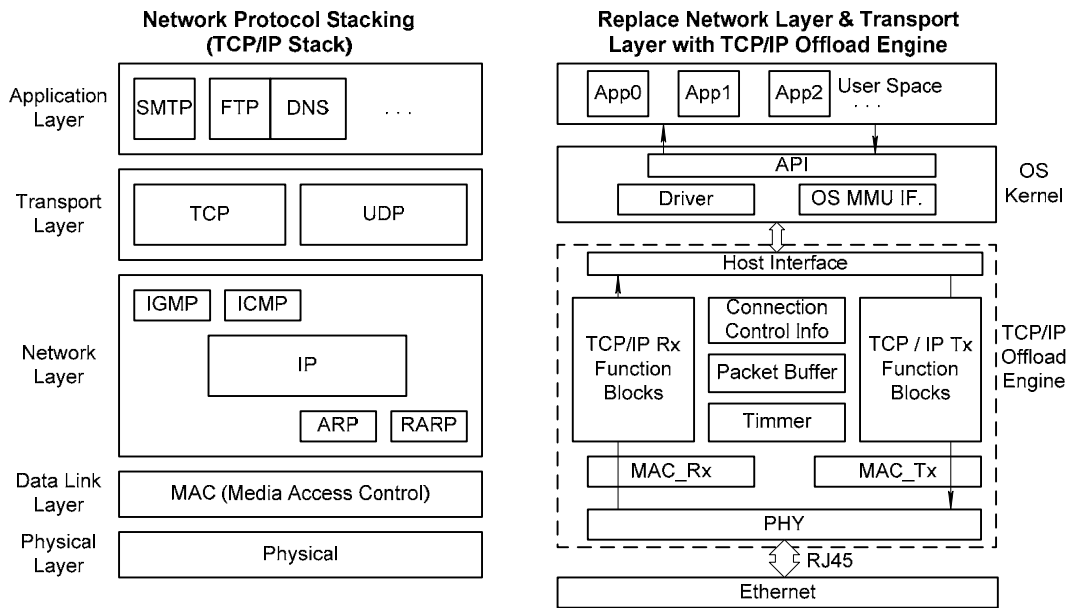 Network Protocol Stacking
(TCP/IP Stack)
Application
Layer
SMTP
FTP
DNS
. . .
Transport
Layer
TCP
UDP
Network
Layer
IGMP
ICMP
IP
ARP
RARP
Data Link
Layer
MAC (Media Access Control)
Physical
Layer
Physical
Replace Network Layer & Transport
Layer with TCP/IP Offload Engine
App0
App1
App2
User Space
. . .
API
Driver
OS MMU IF.
OS
Kernel
Host Interface
TCP/IP Rx
Function
Blocks
Connection
Control Info
Packet Buffer
Timmer
TCP / IP Tx
Function
Blocks
TCP/IP
Offload
Engine
MAC_Rx
MAC_Tx
PHY
RJ45
Ethernet